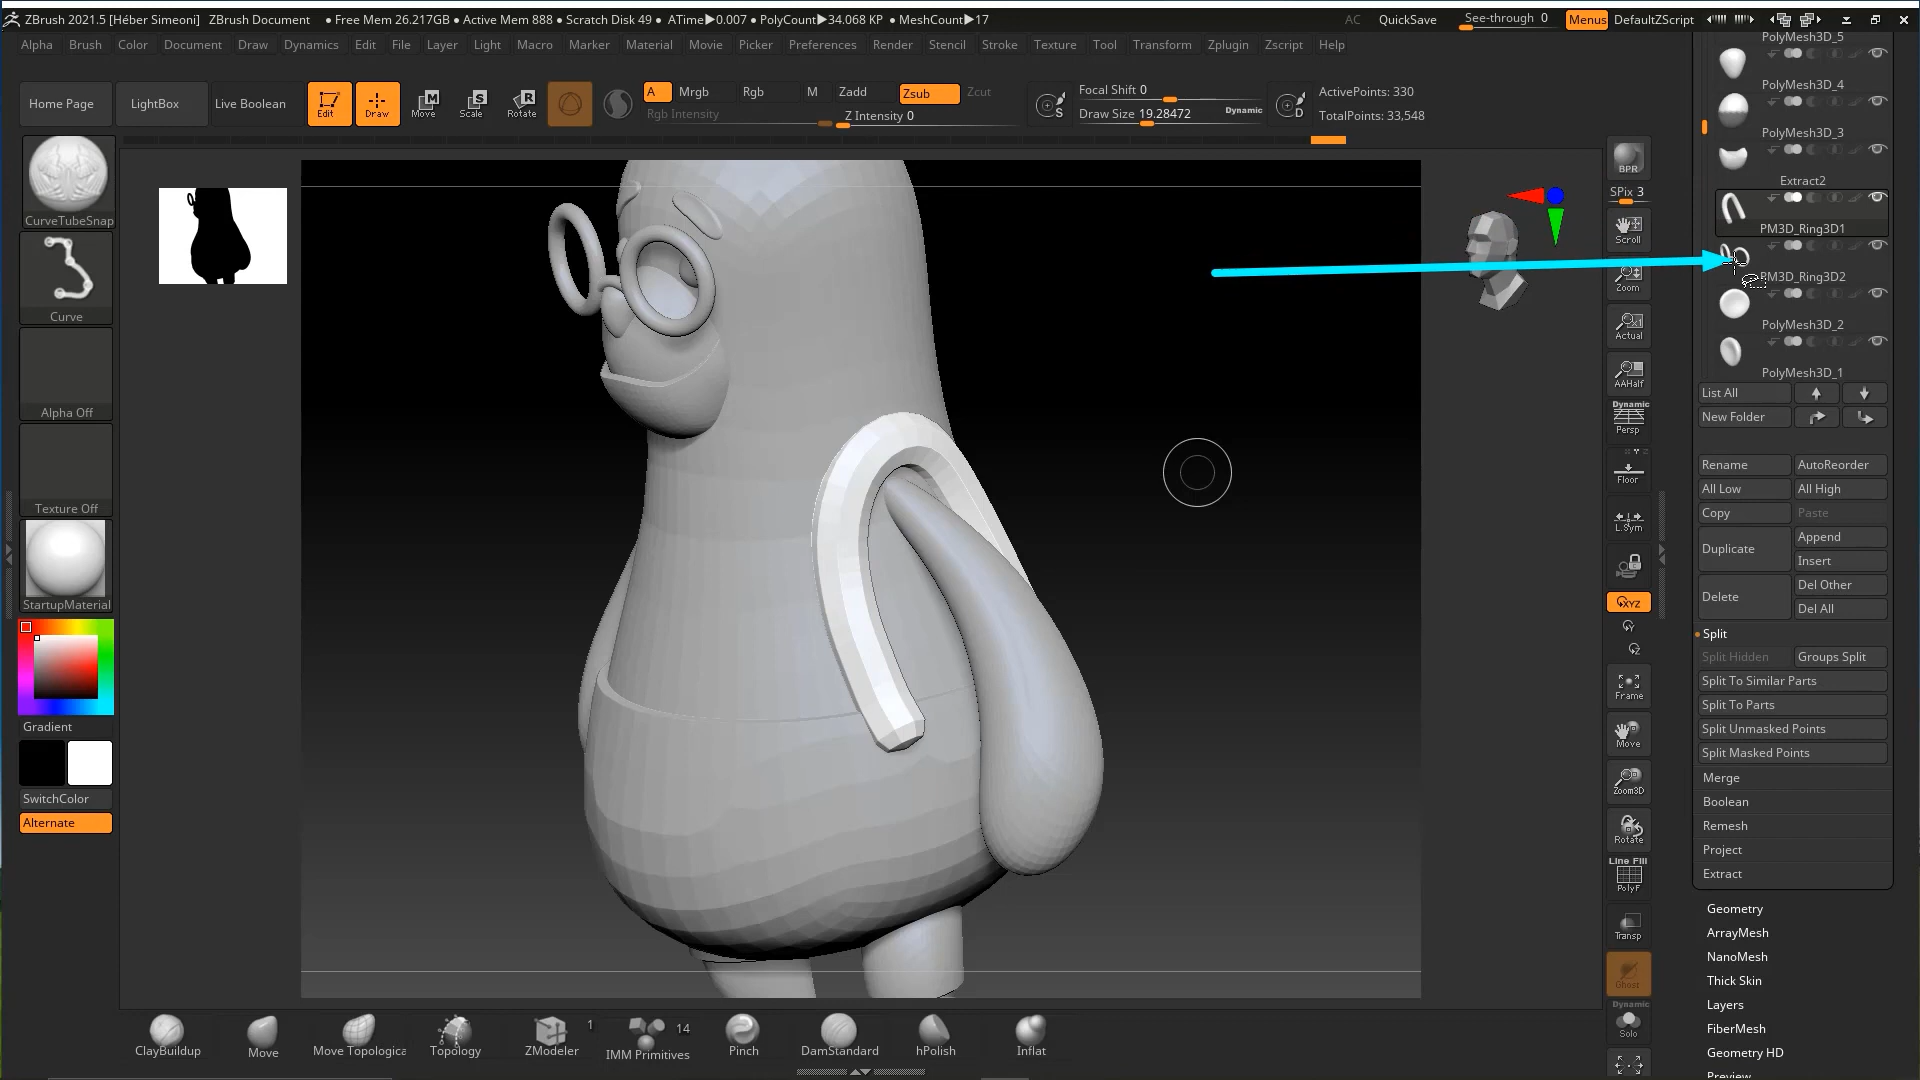 ZBrush 2021.5 [Héber Simeoni] ZBrush Document • Free Mem 26.217GB • Active Mem 888 • Scratch Disk 49 • ATime▶0.007 • PolyCount▶34.068 KP • MeshCount▶17 AC QuickSave See-through 0 Menus DefaultZScript
Alpha Brush Color Document Draw Dynamics Edit File Layer Light Macro Marker Material Movie Picker Preferences Render Stencil Stroke Texture Tool Transform Zplugin Zscript Help
Home Page LightBox Live Boolean Edit Draw Move Scale Rotate
A Mrgb Rgb M Zadd Zsub Zcut
Rgb Intensity Z Intensity 0
Focal Shift 0
Draw Size 19.28472 Dynamic
ActivePoints: 330
TotalPoints: 33,548
S
D
CurveTubeSnap
Curve
Alpha Off
Texture Off
StartupMaterial
Gradient
SwitchColor
Alternate
BPR
SPix 3
Scroll
Zoom
Actual
AAHalf
Dynamic
Persp
Floor
L.Sym
XYZ
Frame
Move
Zoom3D
Rotate
Line Fill
PolyF
Transp
Ghost
Dynamic
Solo
PolyMesh3D_5
PolyMesh3D_4
PolyMesh3D_3
Extract2
PM3D_Ring3D1
PM3D_Ring3D2
PolyMesh3D_2
PolyMesh3D_1
List All
New Folder
Rename AutoReorder
All Low All High
Copy Paste
Duplicate Append
Insert
Delete Del Other
Del All
Split
Split Hidden Groups Split
Split To Similar Parts
Split To Parts
Split Unmasked Points
Split Masked Points
Merge
Boolean
Remesh
Project
Extract
Geometry
ArrayMesh
NanoMesh
Thick Skin
Layers
FiberMesh
Geometry HD
Preview
ClayBuildup Move Move Topologica Topology ZModeler 1 IMM Primitives 14 Pinch DamStandard hPolish Inflat